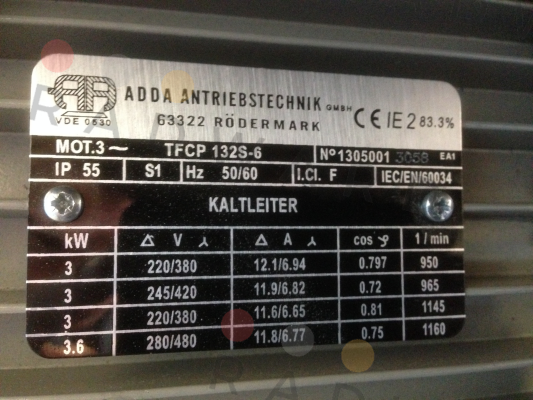 ADDA ANTRIEBSTECHNIK GMBH
VDE 0530 63322 RÖDERMARK CE IE2 83.3%
MOT.3~ TFCP 132S-6 Nº1305001 3058 EA1
IP 55 S1 Hz 50/60 I.Cl. F IEC/EN/60034
KALTLEITER
kW Δ V ⅄ Δ A ⅄ cos φ 1/min
3 220/380 12.1/6.94 0.797 950
3 245/420 11.9/6.82 0.72 965
3 220/380 11.6/6.65 0.81 1145
3.6 280/480 11.8/6.77 0.75 1160